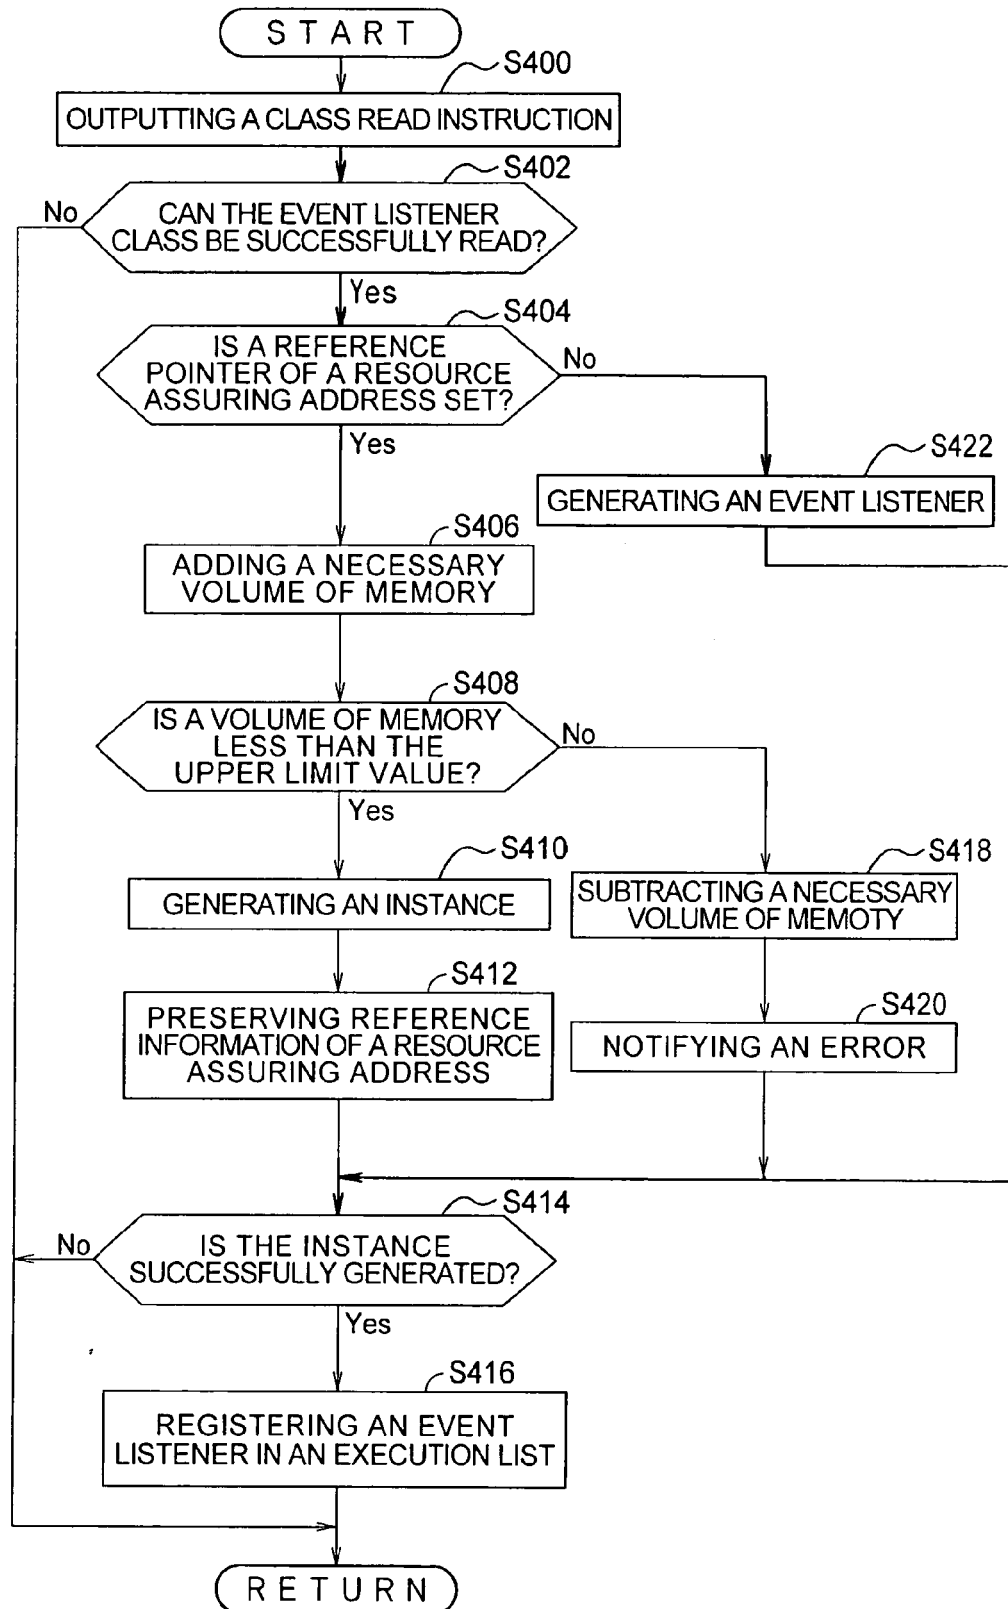 START
S400
OUTPUTTING A CLASS READ INSTRUCTION
S402
No
CAN THE EVENT LISTENER
CLASS BE SUCCESSFULLY READ?
Yes
S404
IS A REFERENCE
POINTER OF A RESOURCE
ASSURING ADDRESS SET?
No
Yes
S422
GENERATING AN EVENT LISTENER
S406
ADDING A NECESSARY
VOLUME OF MEMORY
S408
IS A VOLUME OF MEMORY
LESS THAN THE
UPPER LIMIT VALUE?
No
Yes
S410
GENERATING AN INSTANCE
S418
SUBTRACTING A NECESSARY
VOLUME OF MEMOTY
S412
PRESERVING REFERENCE
INFORMATION OF A RESOURCE
ASSURING ADDRESS
S420
NOTIFYING AN ERROR
S414
No
IS THE INSTANCE
SUCCESSFULLY GENERATED?
Yes
S416
REGISTERING AN EVENT
LISTENER IN AN EXECUTION LIST
RETURN